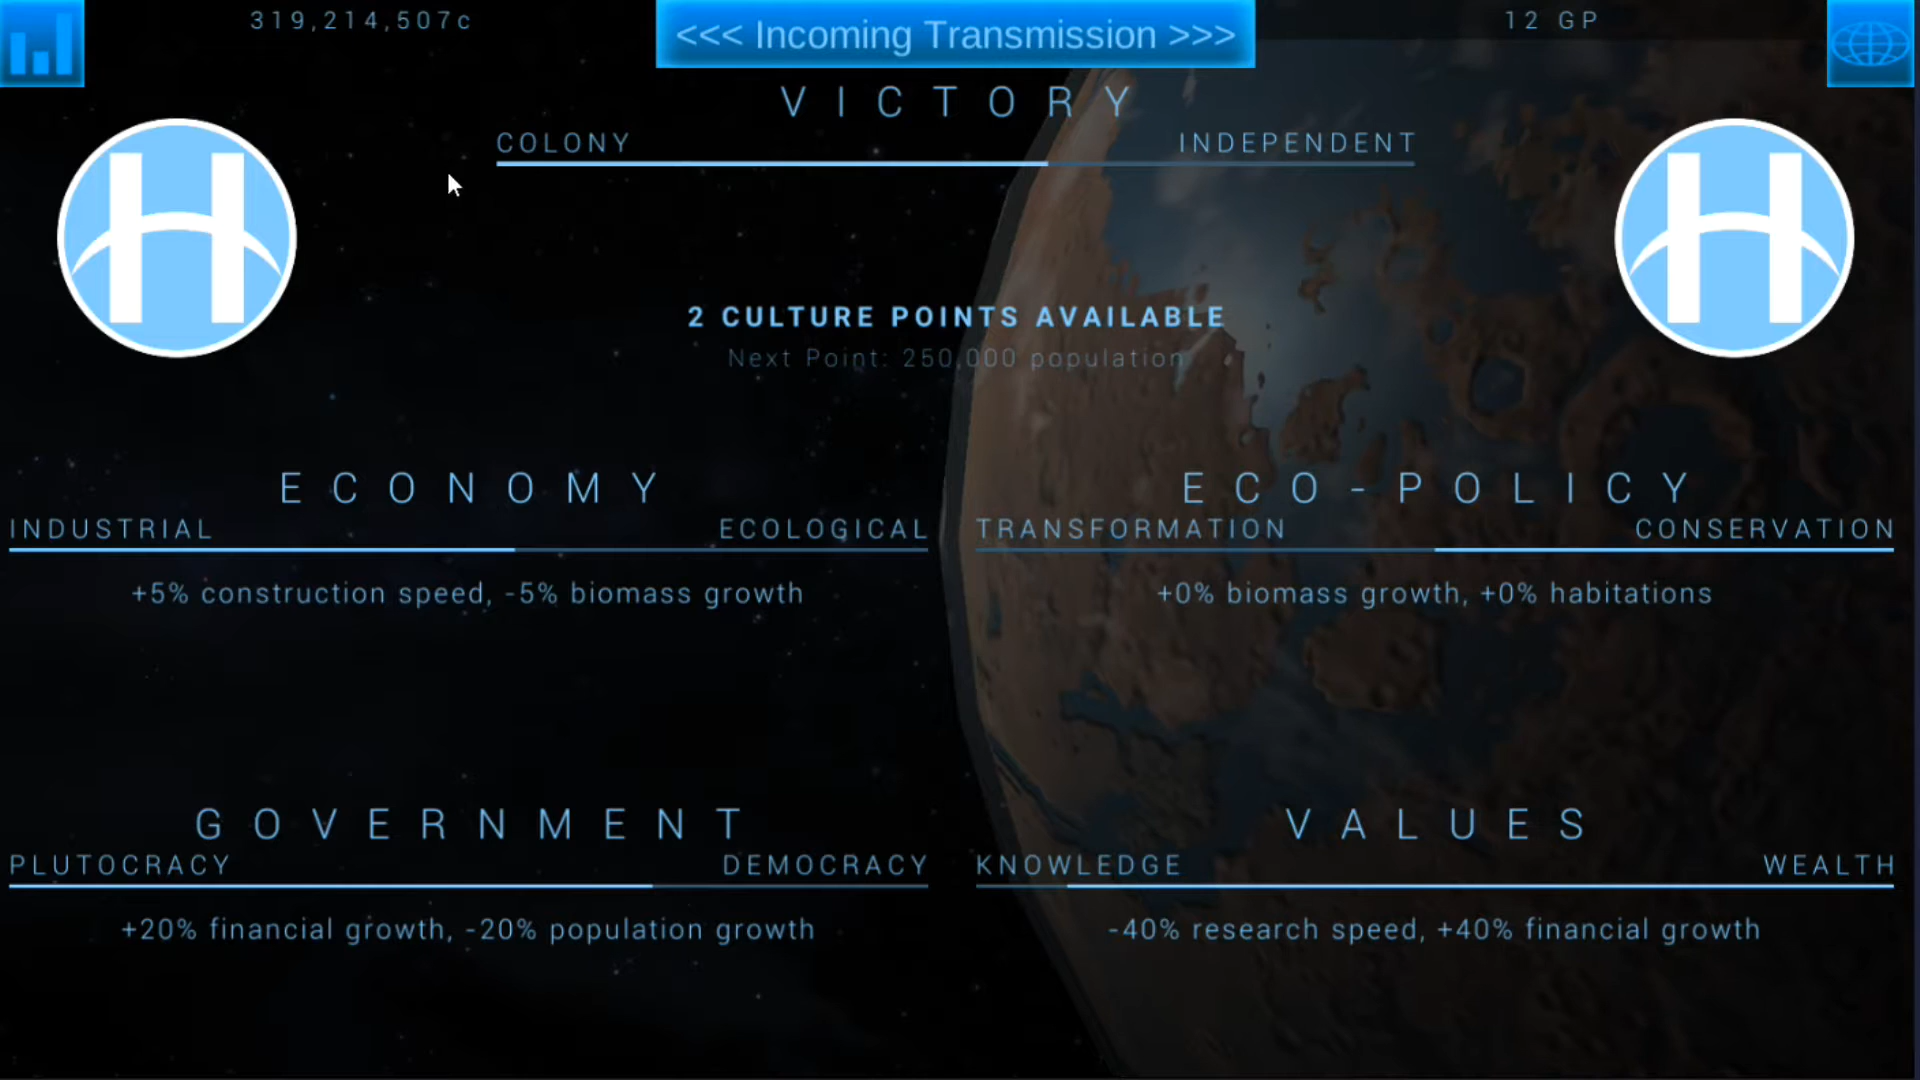 319,214,507c
<<< Incoming Transmission >>>
12 GP
VICTORY
COLONY
INDEPENDENT
H
H
2 CULTURE POINTS AVAILABLE
Next Point: 250,000 population
ECONOMY
INDUSTRIAL
ECOLOGICAL
+5% construction speed, -5% biomass growth
ECO-POLICY
TRANSFORMATION
CONSERVATION
+0% biomass growth, +0% habitations
GOVERNMENT
PLUTOCRACY
DEMOCRACY
+20% financial growth, -20% population growth
VALUES
KNOWLEDGE
WEALTH
-40% research speed, +40% financial growth